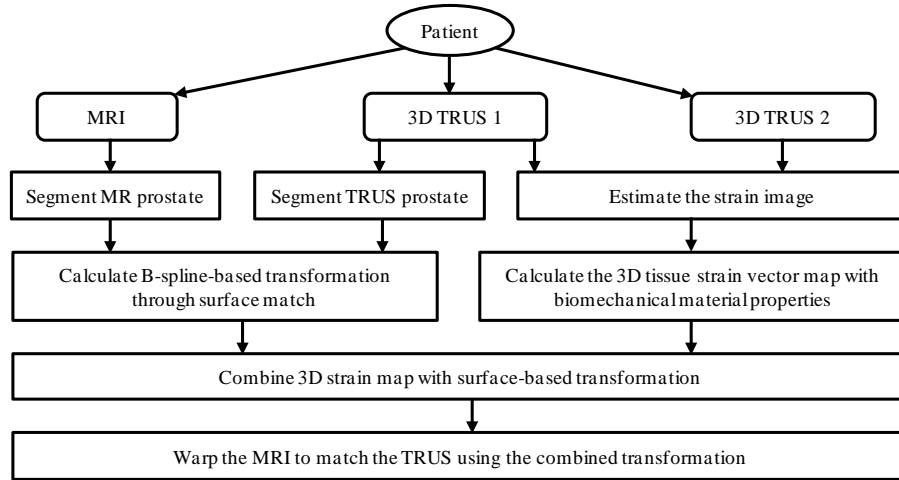 Patient
MRI
3D TRUS 1
3D TRUS 2
Segment MR prostate
Segment TRUS prostate
Estimate the strain image
Calculate B-spline-based transformation
through surface match
Calculate the 3D tissue strain vector map with
biomechanical material properties
Combine 3D strain map with surface-based transformation
Warp the MRI to match the TRUS using the combined transformation